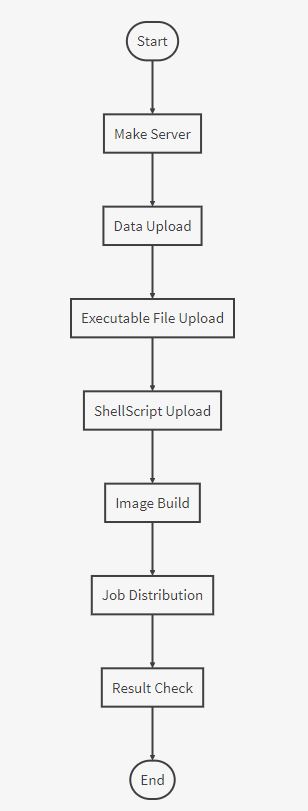 Start
Make Server
Data Upload
Executable File Upload
ShellScript Upload
Image Build
Job Distribution
Result Check
End